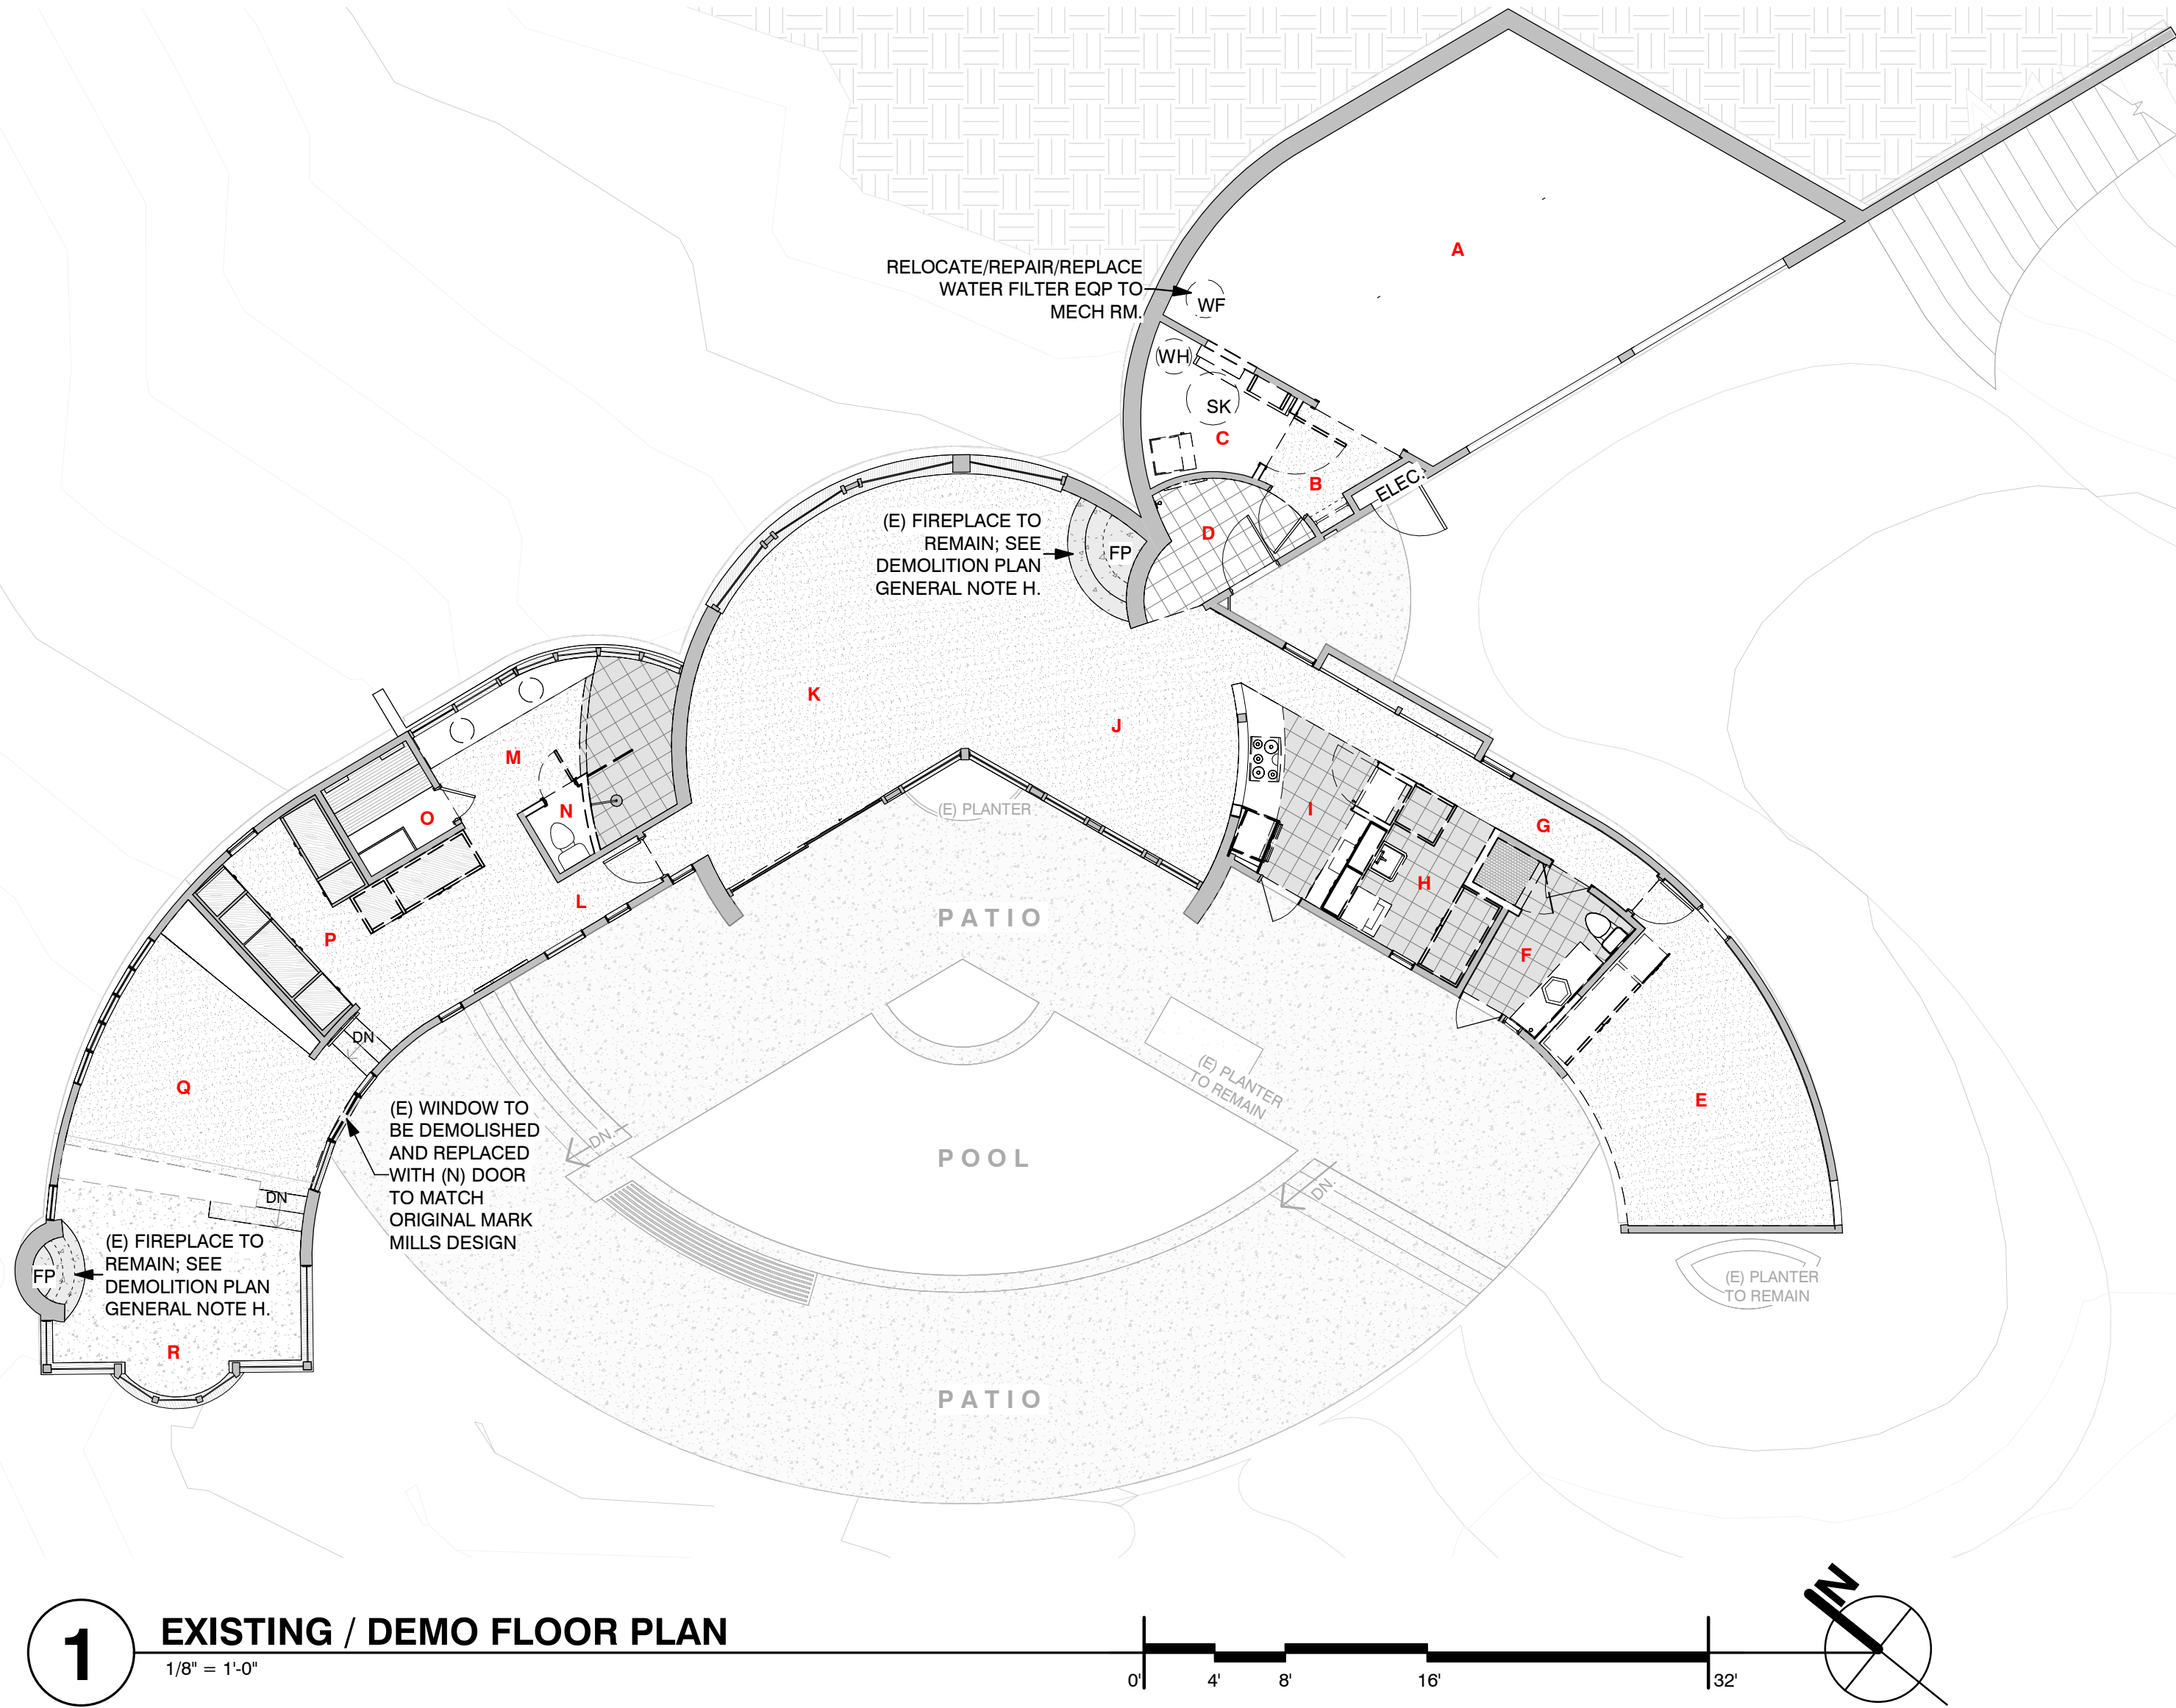 A
RELOCATE/REPAIR/REPLACE
WATER FILTER EQP TO
MECH RM.
WF
WH
SK
C
B
ELEC.
(E) FIREPLACE TO
REMAIN; SEE
DEMOLITION PLAN
GENERAL NOTE H.
FP
D
K
J
M
N
O
L
P
(E) PLANTER
I
G
H
F
E
PATIO
DN
Q
(E) WINDOW TO
BE DEMOLISHED
AND REPLACED
WITH (N) DOOR
TO MATCH
ORIGINAL MARK
MILLS DESIGN
(E) PLANTER
TO REMAIN
DN.
POOL
DN.
DN
(E) FIREPLACE TO
REMAIN; SEE
DEMOLITION PLAN
GENERAL NOTE H.
FP
R
(E) PLANTER
TO REMAIN
PATIO
1
EXISTING / DEMO FLOOR PLAN
1/8" = 1'-0"
0' 4' 8' 16' 32'
N